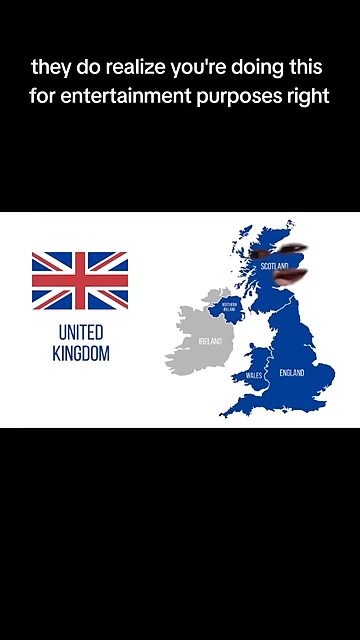 they do realize you're doing this
for entertainment purposes right
UNITED
KINGDOM
SCOTLAND
NORTHERN
IRELAND
IRELAND
WALES
ENGLAND